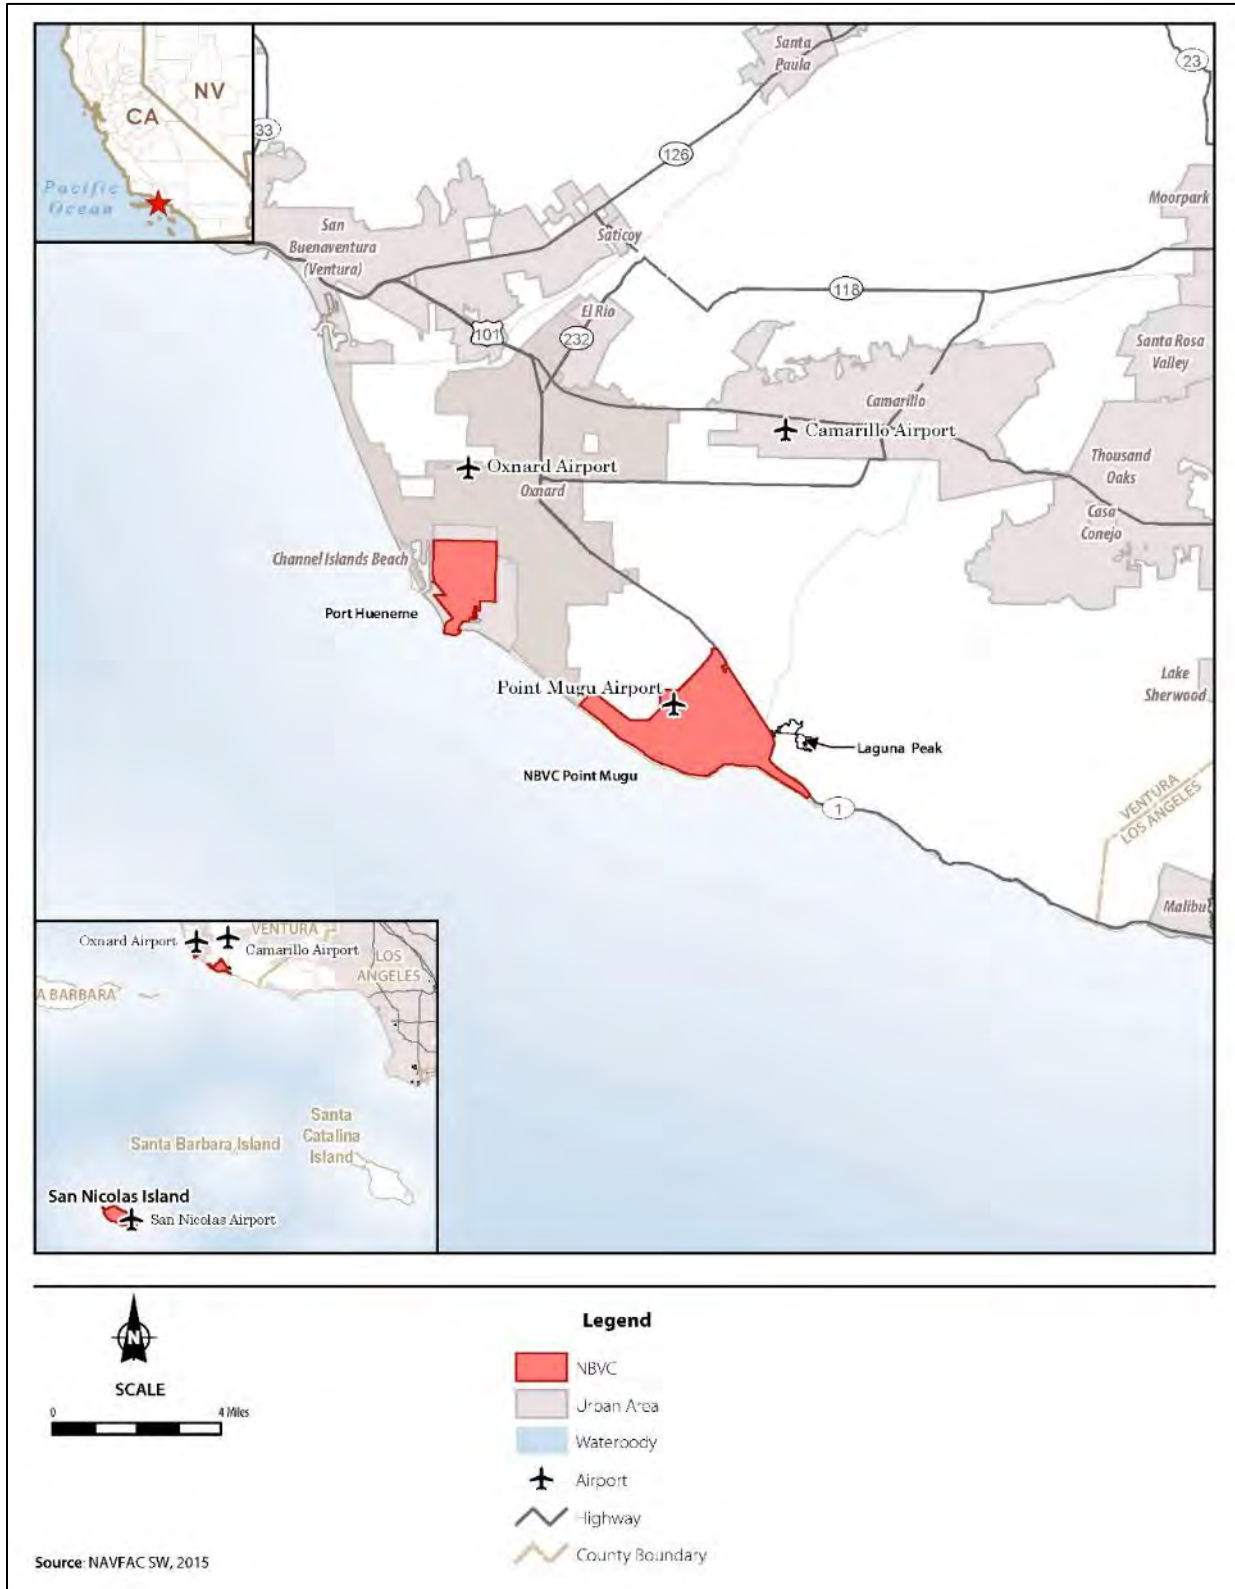 Santa
Paula
23
NV
CA
33
126
Pacific
Ocean
Moorpark
San
Buenaventura
(Ventura)
Saticoy
118
El Rio
101
232
Santa Rosa
Valley
Camarillo
Camarillo Airport
Thousand
Oaks
Oxnard Airport
Oxnard
Casa
Conejo
Channel Islands Beach
Port Hueneme
Lake
Sherwood
Point Mugu Airport
Laguna Peak
NBVC Point Mugu
1
VENTURA
LOS ANGELES
Malibu
Oxnard Airport
VENTURA
Camarillo Airport
LOS
ANGELES
A BARBARA
Santa
Catalina
Island
Santa Barbara Island
San Nicolas Island
San Nicolas Airport
N
SCALE
0 4 Miles
Legend
NBVC
Urban Area
Waterbody
Airport
Highway
County Boundary
Source: NAVFAC SW, 2015